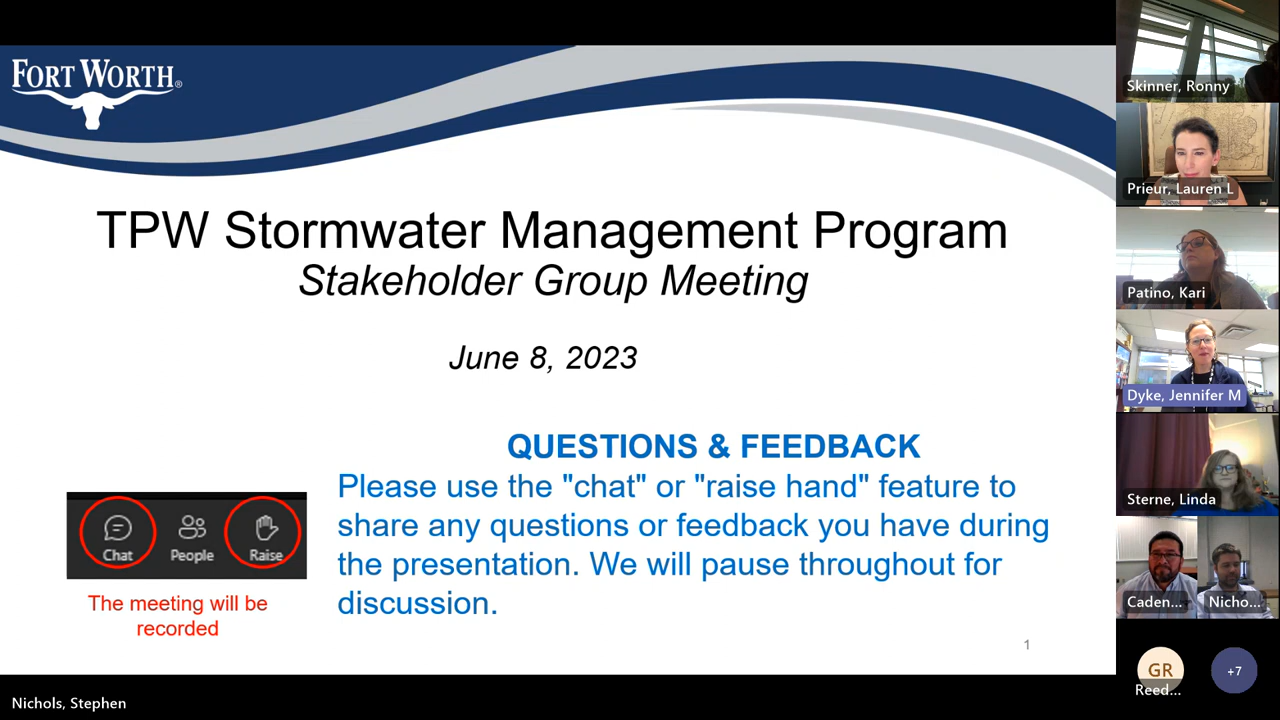 FORT WORTH®
TPW Stormwater Management Program
Stakeholder Group Meeting
June 8, 2023
QUESTIONS & FEEDBACK
Please use the "chat" or "raise hand" feature to
share any questions or feedback you have during
the presentation. We will pause throughout for
discussion.
Chat
People
Raise
The meeting will be
recorded
1
Nichols, Stephen
Skinner, Ronny
Prieur, Lauren L
Patino, Kari
Dyke, Jennifer M
Sterne, Linda
Caden...
Nicho...
GR
Reed...
+7